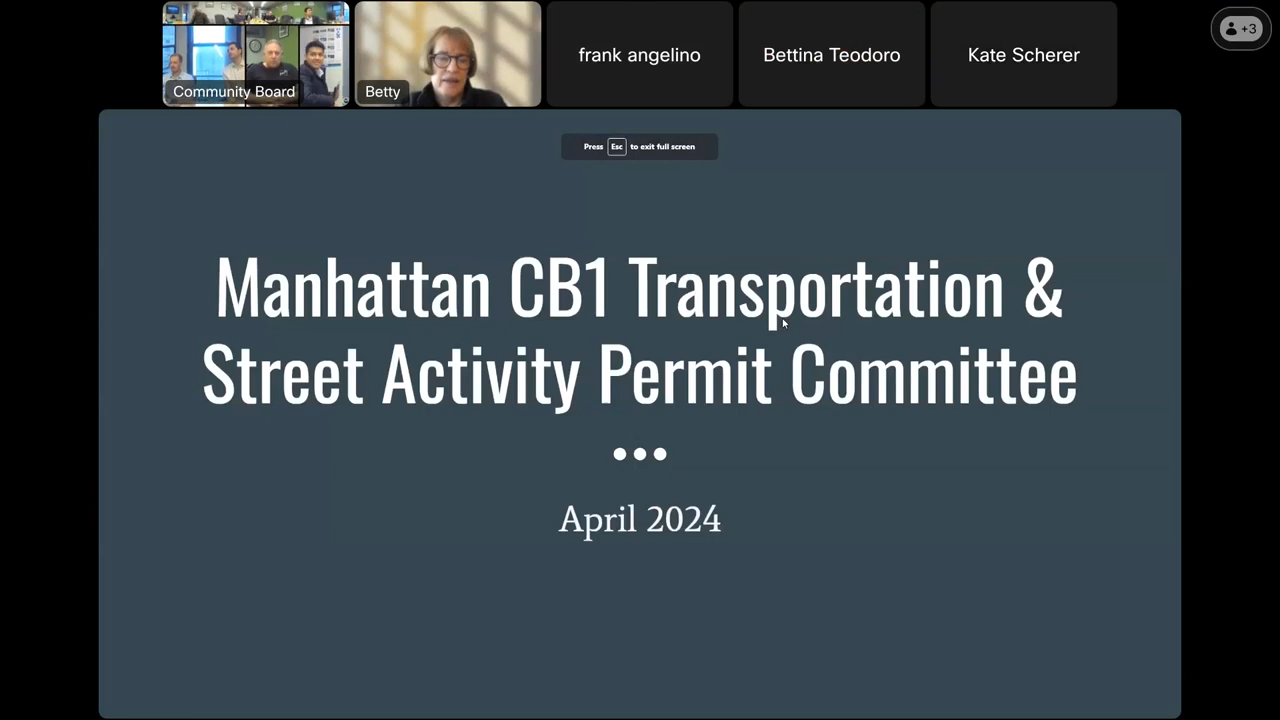 Community Board
Betty
frank angelino
Bettina Teodoro
Kate Scherer
+3
Press Esc to exit full screen
Manhattan CB1 Transportation &
Street Activity Permit Committee
April 2024